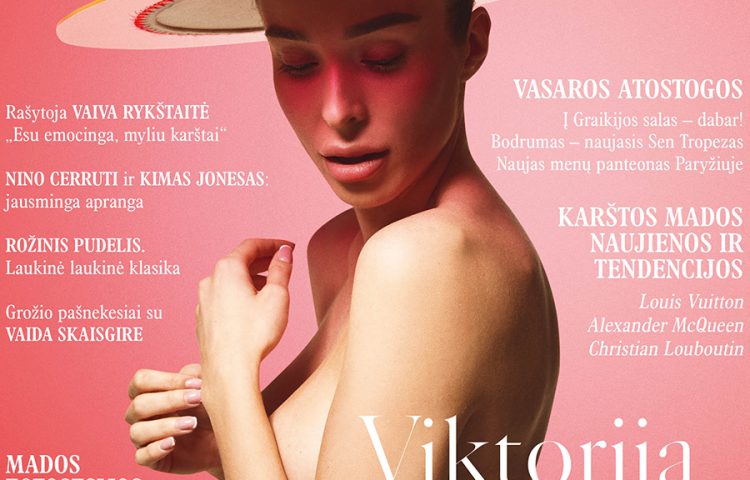 Rašytoja VAIVA RYKŠTAITĖ
„Esu emocinga, myliu karštai“
NINO CERRUTI ir KIMAS JONESAS:
jausminga apranga
ROŽINIS PUDELIS.
Laukinė laukinė klasika
Grožio pašnekesiai su
VAIDA SKAISGIRE
MADOS
VASAROS ATOSTOGOS
Į Graikijos salas – dabar!
Bodrumas – naujasis Sen Tropezas
Naujas menų panteonas Paryžiuje
KARŠTOS MADOS
NAUJIENOS IR
TENDENCIJOS
Louis Vuitton
Alexander McQueen
Christian Louboutin
Viktorija